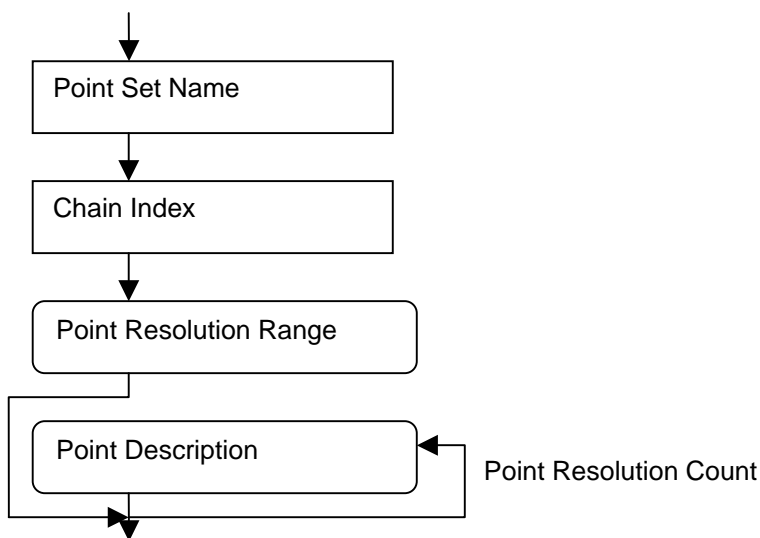 Point Set Name
Chain Index
Point Resolution Range
Point Description
Point Resolution Count